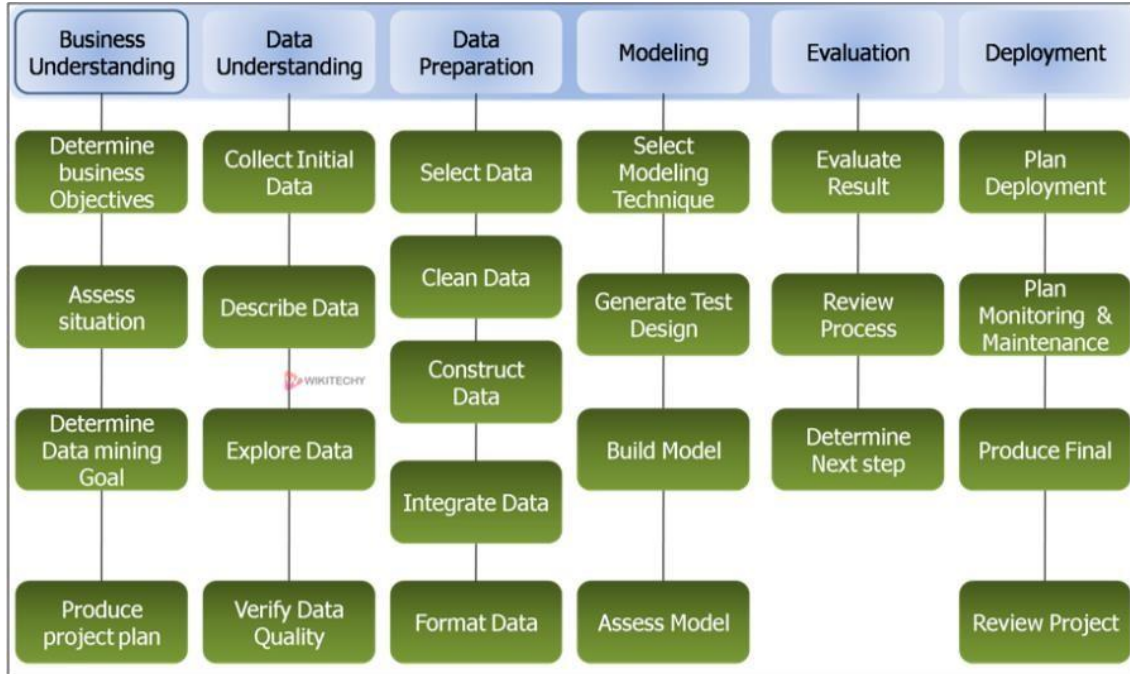 Business
Understanding
Data
Understanding
Data
Preparation
Modeling
Evaluation
Deployment
Determine
business
Objectives
Collect Initial
Data
Select Data
Select
Modeling
Technique
Evaluate
Result
Plan
Deployment
Clean Data
Assess
situation
Describe Data
Generate Test
Design
Review
Process
Plan
Monitoring &
Maintenance
WIKITECHY
Construct
Data
Determine
Data mining
Goal
Explore Data
Build Model
Determine
Next step
Produce Final
Integrate Data
Produce
project plan
Verify Data
Quality
Format Data
Assess Model
Review Project